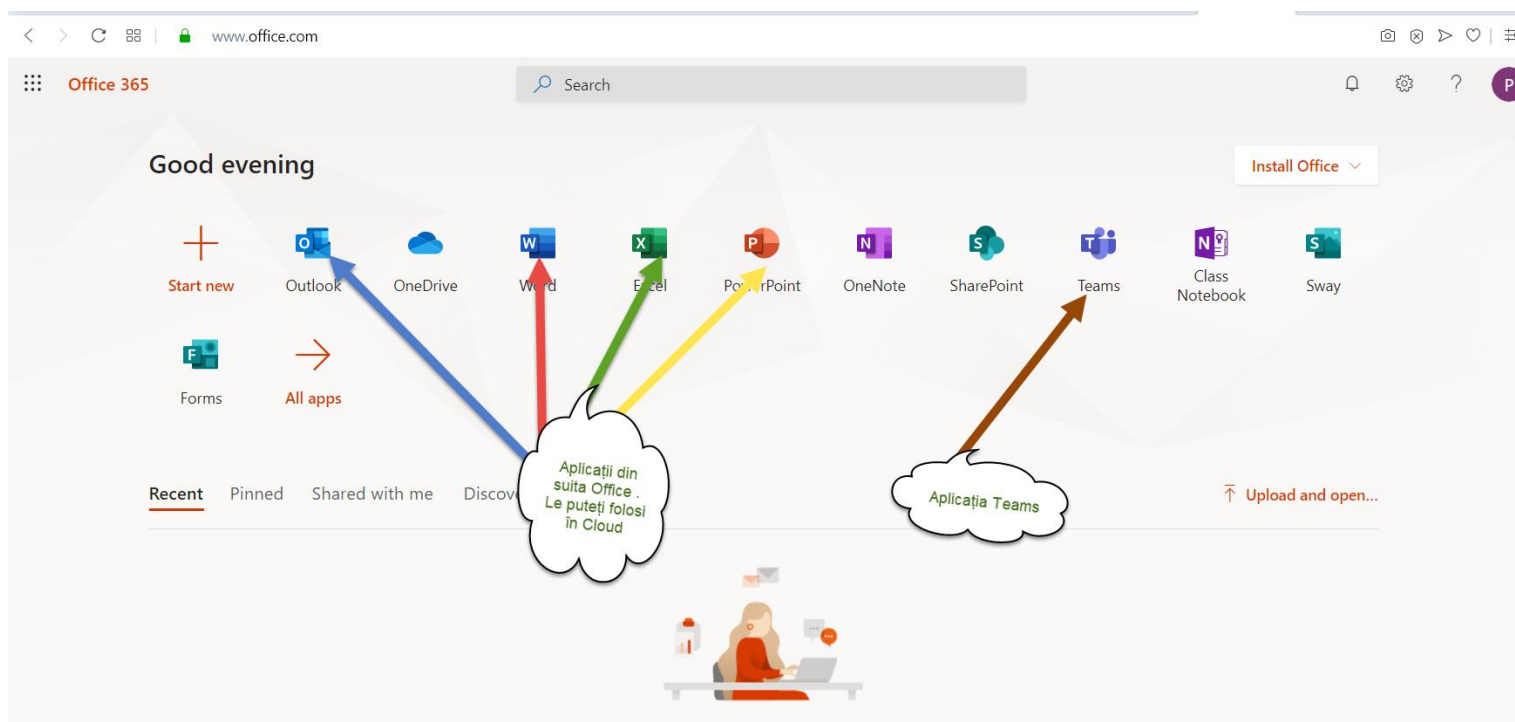 www.office.com
Office 365
Search
P
Good evening
Install Office
Start new
Outlook
OneDrive
Word
Excel
PowerPoint
OneNote
SharePoint
Teams
Class
Notebook
Sway
Forms
All apps
Aplicații din
suita Office .
Le puteți folosi
în Cloud
Aplicația Teams
Recent Pinned Shared with me
Upload and open...